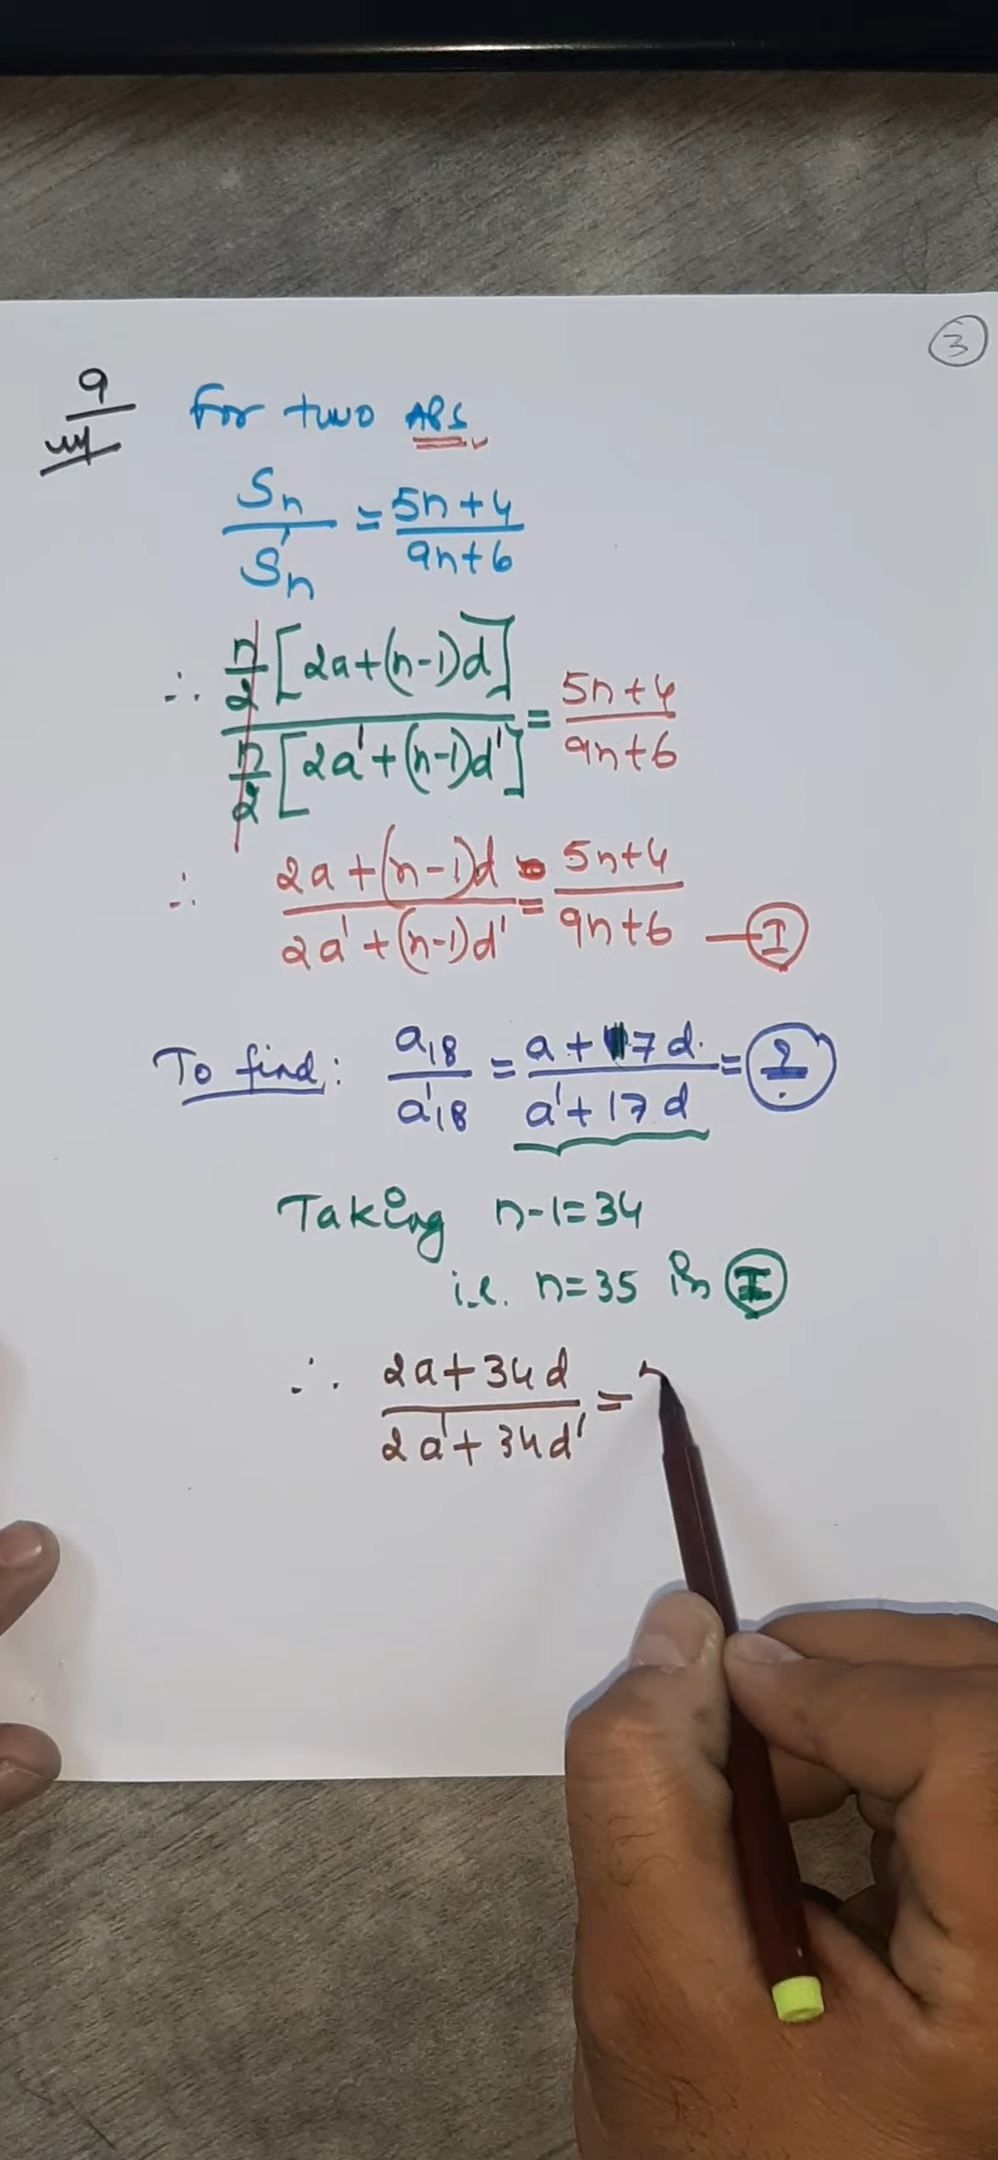 3
9
For two APs
Sn/S'n = 5n+4/9n+6
∴ n/2[2a+(n-1)d]/n/2[2a'+(n-1)d'] = 5n+4/9n+6
∴ 2a+(n-1)d/2a'+(n-1)d' = 5n+4/9n+6 — I
To find: a18/a'18 = a+17d/a'+17d = ?
Taking n-1=34
i.e. n=35 in I
∴ 2a+34d/2a'+34d' =